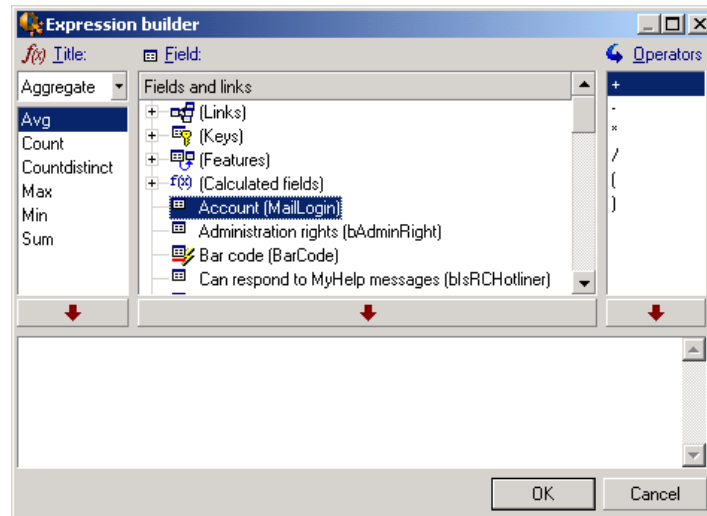 Expression builder
f(x) Title:
Field:
Operators
Aggregate
Fields and links
Avg
Count
Countdistinct
Max
Min
Sum
(Links)
(Keys)
(Features)
f(x) (Calculated fields)
Account (MailLogin)
Administration rights (bAdminRight)
Bar code (BarCode)
Can respond to MyHelp messages (bIsRCHotliner)
+
-
*
/
(
)
OK
Cancel